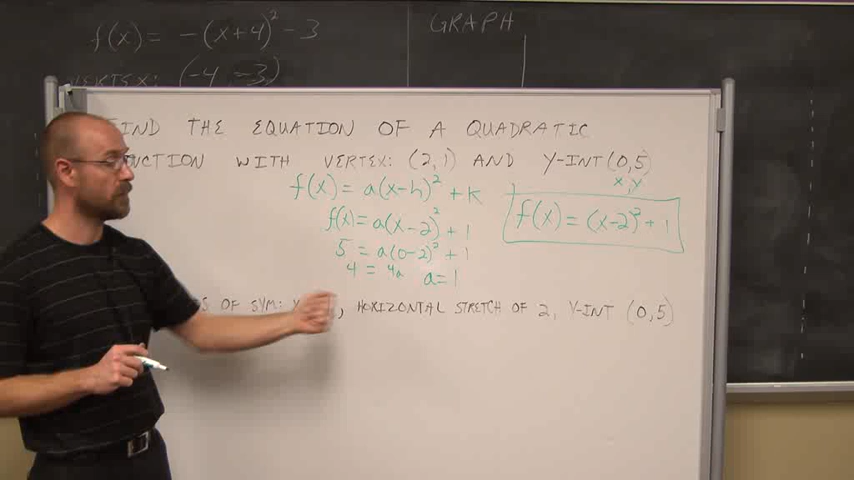 f(x) = -(x+4)² -3
GRAPH
VERTEX: (-4, -3)
FIND THE EQUATION OF A QUADRATIC
FUNCTION WITH VERTEX: (2,1) AND Y-INT(0,5)
x, y
f(x) = a(x-h)² + k
f(x) = (x-2)² + 1
f(x) = a(x-2)² + 1
5 = a(0-2)² + 1
4 = 4a a = 1
OF SYM: , HORIZONTAL STRETCH OF 2, Y-INT (0,5)